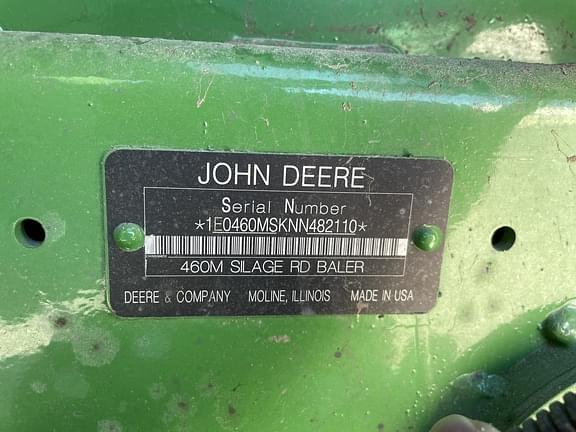 JOHN DEERE
Serial Number
*1E0460MSKNN482110*
460M SILAGE RD BALER
DEERE & COMPANY MOLINE, ILLINOIS MADE IN USA